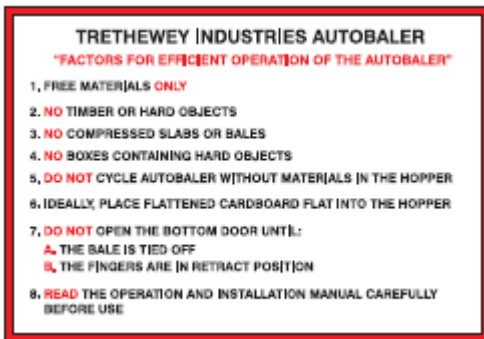 TRETHEWEY INDUSTRIES AUTOBALER
"FACTORS FOR EFFICIENT OPERATION OF THE AUTOBALER"
1, FREE MATERIALS ONLY
2. NO TIMBER OR HARD OBJECTS
3. NO COMPRESSED SLABS OR BALES
4. NO BOXES CONTAINING HARD OBJECTS
5, DO NOT CYCLE AUTOBALER WITHOUT MATERIALS IN THE HOPPER
6. IDEALLY, PLACE FLATTENED CARDBOARD FLAT INTO THE HOPPER
7, DO NOT OPEN THE BOTTOM DOOR UNTIL:
A. THE BALE IS TIED OFF
B, THE FINGERS ARE IN RETRACT POSITION
8. READ THE OPERATION AND INSTALLATION MANUAL CAREFULLY
BEFORE USE